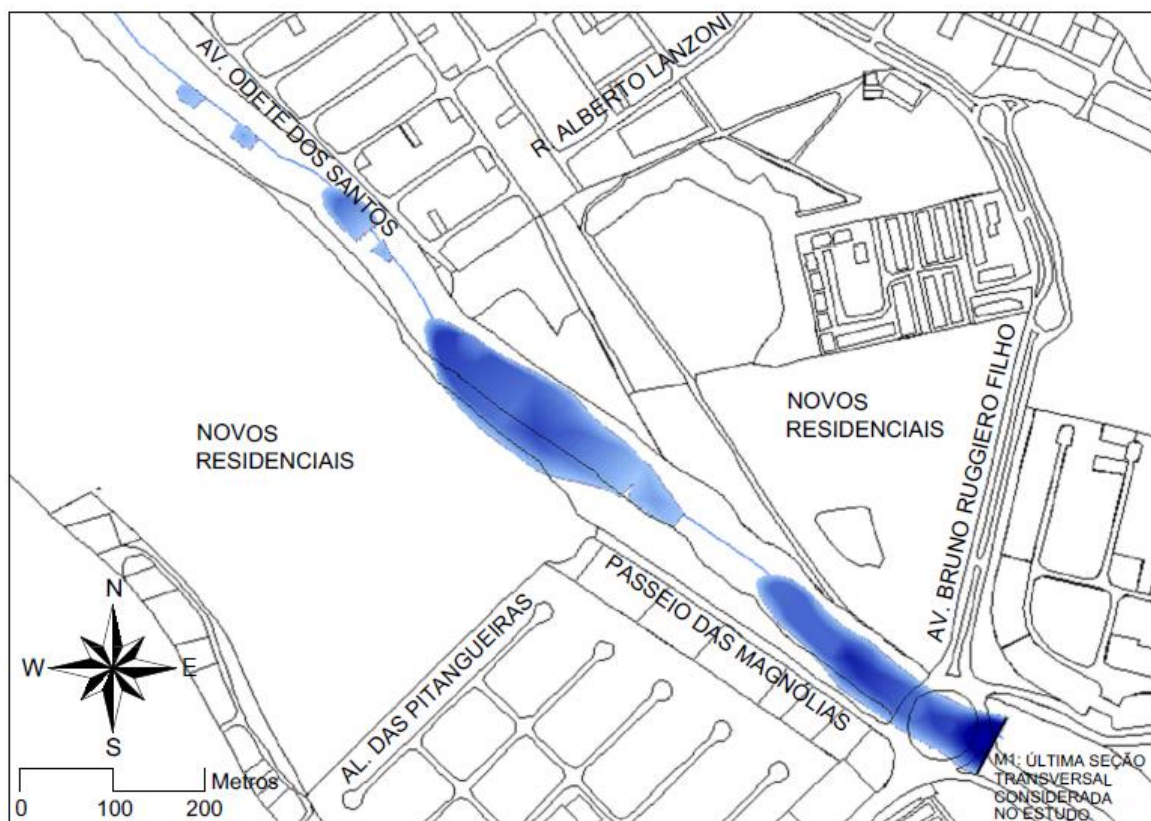 AV. ODETE DOS SANTOS
R. ALBERTO LANZONI
NOVOS
RESIDENCIAIS
NOVOS
RESIDENCIAIS
AV. BRUNO RUGGIERO FILHO
PASSEIO DAS MAGNÓLIAS
AL. DAS PITANGUEIRAS
N
W
E
S
Metros
0
100
200
M1: ÚLTIMA SEÇÃO
TRANSVERSAL
CONSIDERADA
NO ESTUDO